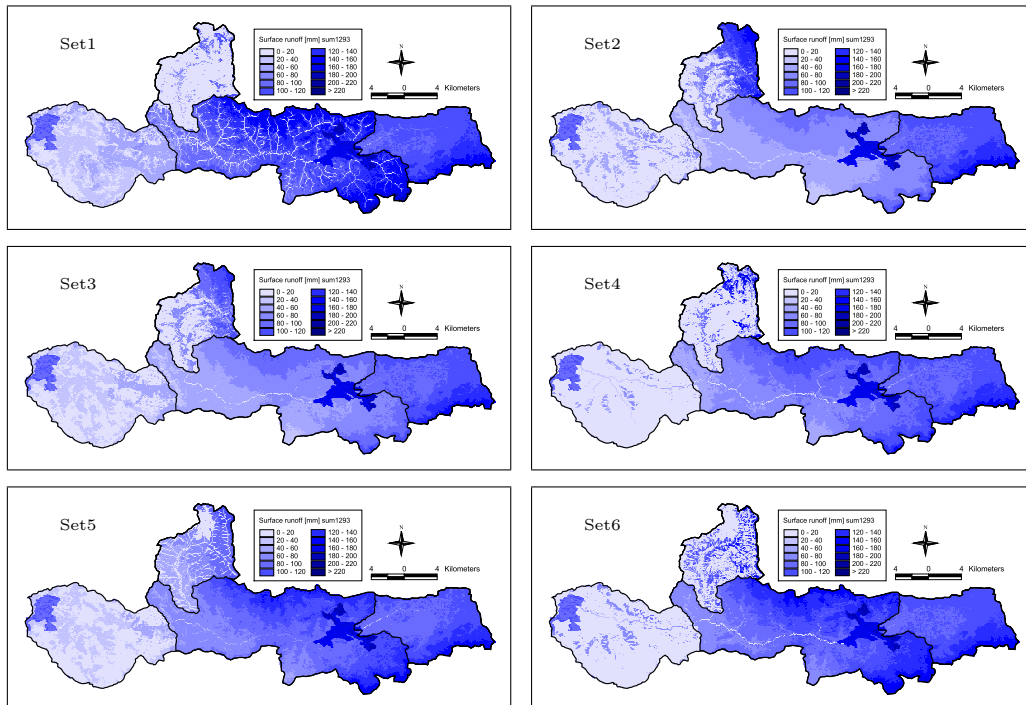 Set1
Surface runoff [mm] sum1293
0 - 20 120 - 140
20 - 40 140 - 160
40 - 60 160 - 180
60 - 80 180 - 200
80 - 100 200 - 220
100 - 120 > 220
N
4 0 4 Kilometers
Set2
Surface runoff [mm] sum1293
0 - 20 120 - 140
20 - 40 140 - 160
40 - 60 160 - 180
60 - 80 180 - 200
80 - 100 200 - 220
100 - 120 > 220
N
4 0 4 Kilometers
Set3
Surface runoff [mm] sum1293
0 - 20 120 - 140
20 - 40 140 - 160
40 - 60 160 - 180
60 - 80 180 - 200
80 - 100 200 - 220
100 - 120 > 220
N
4 0 4 Kilometers
Set4
Surface runoff [mm] sum1293
0 - 20 120 - 140
20 - 40 140 - 160
40 - 60 160 - 180
60 - 80 180 - 200
80 - 100 200 - 220
100 - 120 > 220
N
4 0 4 Kilometers
Set5
Surface runoff [mm] sum1293
0 - 20 120 - 140
20 - 40 140 - 160
40 - 60 160 - 180
60 - 80 180 - 200
80 - 100 200 - 220
100 - 120 > 220
N
4 0 4 Kilometers
Set6
Surface runoff [mm] sum1293
0 - 20 120 - 140
20 - 40 140 - 160
40 - 60 160 - 180
60 - 80 180 - 200
80 - 100 200 - 220
100 - 120 > 220
N
4 0 4 Kilometers